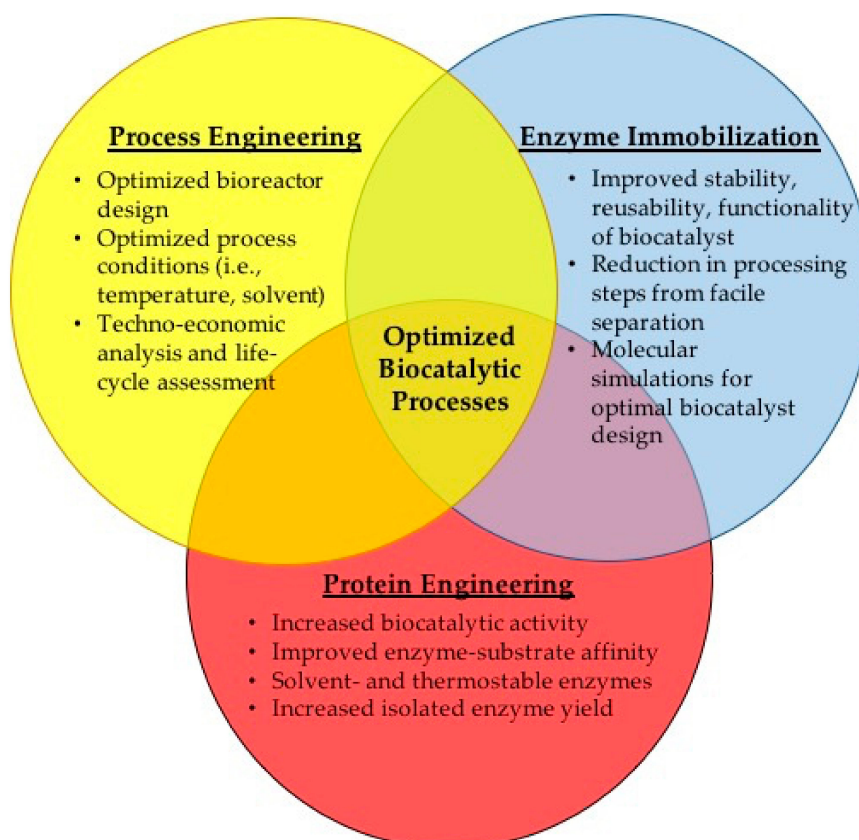 Process Engineering
• Optimized bioreactor
design
• Optimized process
conditions (i.e.,
temperature, solvent)
• Techno-economic
analysis and life-
cycle assessment
Enzyme Immobilization
• Improved stability,
reusability, functionality
of biocatalyst
• Reduction in processing
steps from facile
separation
• Molecular
simulations for
optimal biocatalyst
design
Optimized
Biocatalytic
Processes
Protein Engineering
• Increased biocatalytic activity
• Improved enzyme-substrate affinity
• Solvent- and thermostable enzymes
• Increased isolated enzyme yield